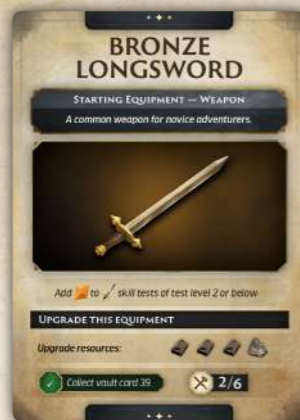 BRONZE
LONGSWORD
STARTING EQUIPMENT — WEAPON
A common weapon for novice adventurers.
Add to skill tests of test level 2 or below
UPGRADE THIS EQUIPMENT
Upgrade resources:
Collect vault card 39.
2/6